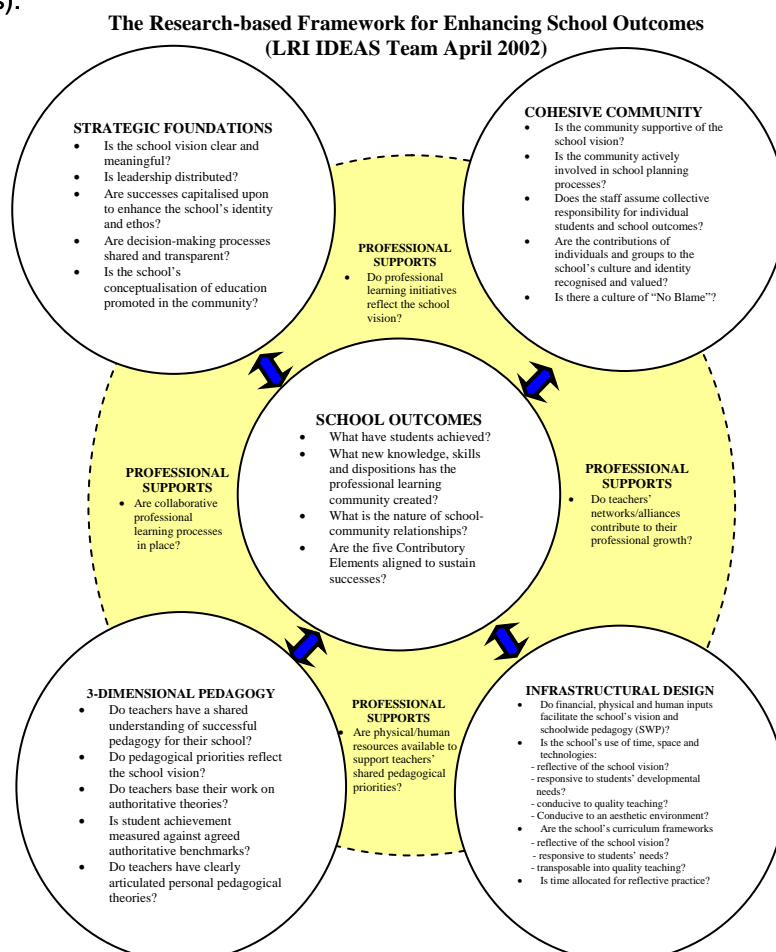 s).
The Research-based Framework for Enhancing School Outcomes
(LRI IDEAS Team April 2002)
STRATEGIC FOUNDATIONS
• Is the school vision clear and
meaningful?
• Is leadership distributed?
• Are successes capitalised upon
to enhance the school's identity
and ethos?
• Are decision-making processes
shared and transparent?
• Is the school's
conceptualisation of education
promoted in the community?
COHESIVE COMMUNITY
• Is the community supportive of the
school vision?
• Is the community actively
involved in school planning
processes?
• Does the staff assume collective
responsibility for individual
students and school outcomes?
• Are the contributions of
individuals and groups to the
school's culture and identity
recognised and valued?
• Is there a culture of "No Blame"?
PROFESSIONAL
SUPPORTS
• Do professional
learning initiatives
reflect the school
vision?
SCHOOL OUTCOMES
• What have students achieved?
• What new knowledge, skills
and dispositions has the
professional learning
community created?
• What is the nature of school-
community relationships?
• Are the five Contributory
Elements aligned to sustain
successes?
PROFESSIONAL
SUPPORTS
• Are collaborative
professional
learning processes
in place?
PROFESSIONAL
SUPPORTS
• Do teachers'
networks/alliances
contribute to their
professional growth?
3-DIMENSIONAL PEDAGOGY
• Do teachers have a shared
understanding of successful
pedagogy for their school?
• Do pedagogical priorities reflect
the school vision?
• Do teachers base their work on
authoritative theories?
• Is student achievement
measured against agreed
authoritative benchmarks?
• Do teachers have clearly
articulated personal pedagogical
theories?
PROFESSIONAL
SUPPORTS
• Are physical/human
resources available to
support teachers'
shared pedagogical
priorities?
INFRASTRUCTURAL DESIGN
• Do financial, physical and human inputs
facilitate the school's vision and
schoolwide pedagogy (SWP)?
• Is the school's use of time, space and
technologies:
- reflective of the school vision?
- responsive to students' developmental
needs?
- conducive to quality teaching?
- Conducive to an aesthetic environment?
• Are the school's curriculum frameworks
- reflective of the school vision?
- responsive to students' needs?
- transposable into quality teaching?
• Is time allocated for reflective practice?